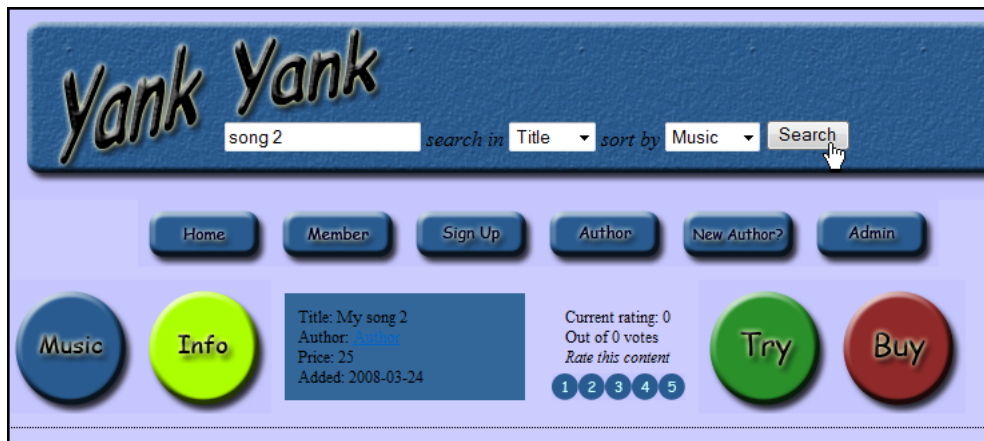 Yank Yank
song 2 search in Title sort by Music Search
Home Member Sign Up Author New Author? Admin
Music Info
Title: My song 2
Author: Author
Price: 25
Added: 2008-03-24
Current rating: 0
Out of 0 votes
Rate this content
1 2 3 4 5
Try Buy